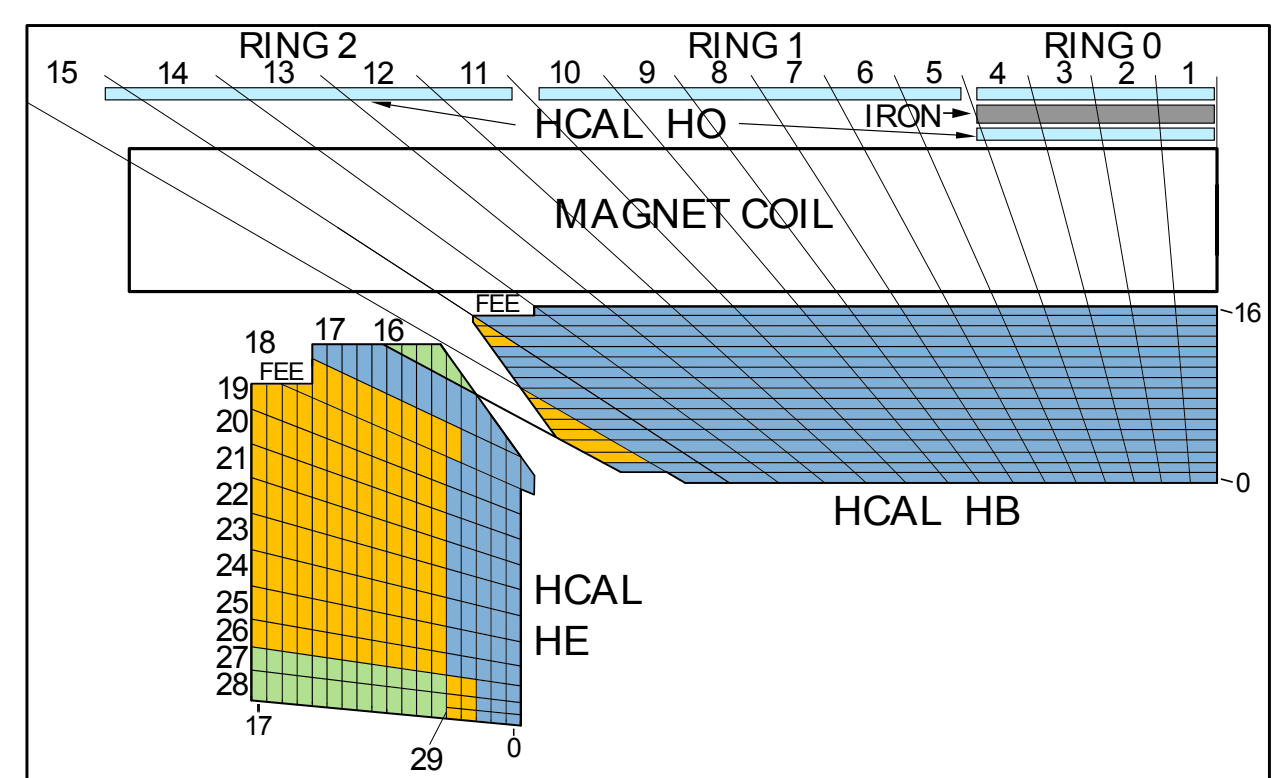 RING 2 RING 1 RING 0
15 14 13 12 11 10 9 8 7 6 5 4 3 2 1
HCAL HO
IRON
MAGNET COIL
FEE
16
17 16
18
FEE
19
20
21
22
23
24
25
26
27
28
17
29
0
HCAL
HE
0
HCAL HB